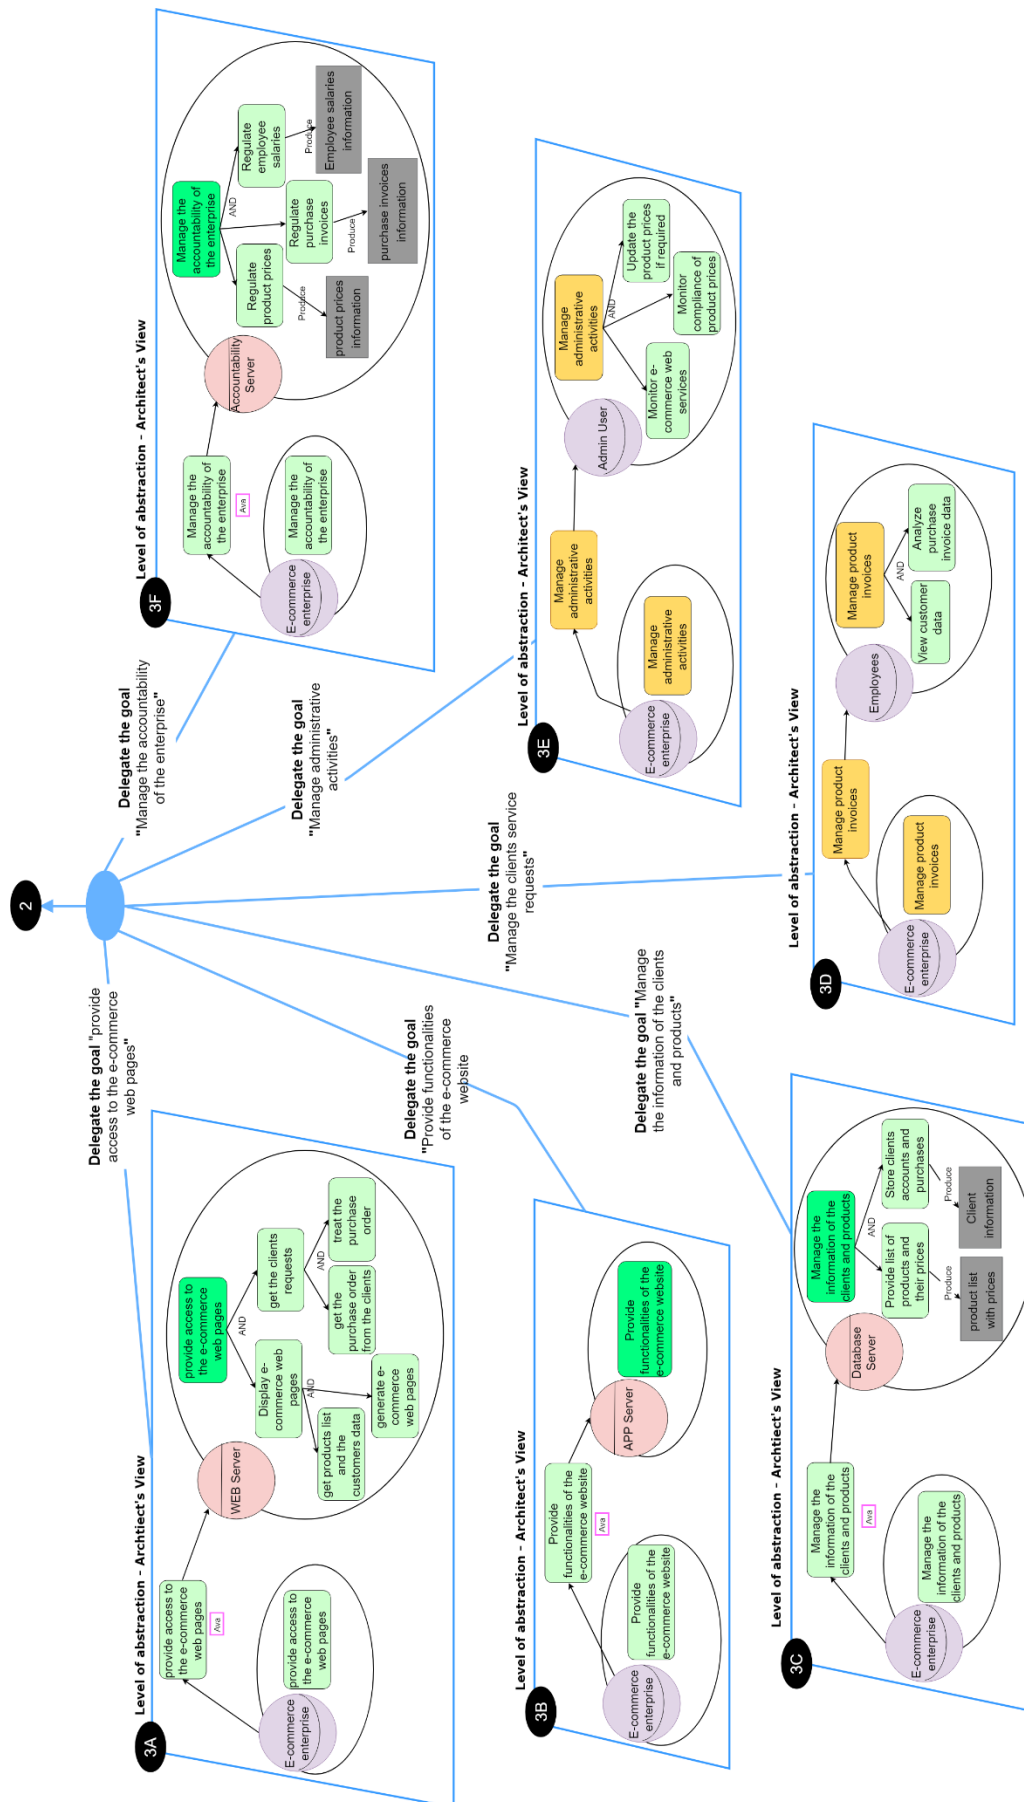 2
Delegate the goal "provide
access to the e-commerce
web pages"
Delegate the goal
"Provide functionalities
of the e-commerce
website
Delegate the goal "Manage
the information of the clients
and products"
Delegate the goal
"Manage the clients service
requests"
Delegate the goal
"Manage administrative
activities"
Delegate the goal
"Manage the accountability
of the enterprise"
3A
Level of abstraction - Archtiect's View
E-commerce
enterprise
provide access to
the e-commerce
web pages
provide access to
the e-commerce
web pages
Ava
WEB Server
provide access to
the e-commerce
web pages
AND
Display e-
commerce web
pages
get the clients
requests
AND
get products list
and the
customers data
generate e-
commerce web pages
AND
get the
purchase order
from the clients
treat the
purchase
order
3B
Level of abstraction - Architect's View
E-commerce
enterprise
Provide
functionalities of the
e-commerce website
Provide
functionalities of the
e-commerce website
Ava
APP Server
Provide
functionalities of the
e-commerce website
3C
Level of abstraction - Archtiect's View
E-commerce
enterprise
Manage the
information of the
clients and products
Manage the
information of the
clients and products
Ava
Database
Server
Manage the
information of the
clients and products
AND
Provide list of
products and
their prices
Store clients
accounts and
purchases
Produce
Produce
product list
with prices
Client
information
3D
Level of abstraction - Architect's View
E-commerce
enterprise
Manage product
invoices
Manage product
invoices
Employees
Manage product
invoices
AND
View customer
data
Analyze
purchase
invoice data
3E
Level of abstraction - Architect's View
E-commerce
enterprise
Manage
administrative
activities
Manage
administrative
activities
Admin User
Manage
administrative
activities
AND
Monitor e-
commerce web
services
Monitor
compliance of
product prices
Update the
product prices
if required
3F
Level of abstraction - Architect's View
E-commerce
enterprise
Manage the
accountability of
the enterprise
Manage the
accountability of
the enterprise
Ava
Accountability
Server
Manage the
accountability of
the enterprise
AND
Regulate
product prices
Regulate
purchase
invoices
Regulate
employee
salaries
Produce
Produce
Produce
product prices
information
purchase invoices
information
Employee salaries
information